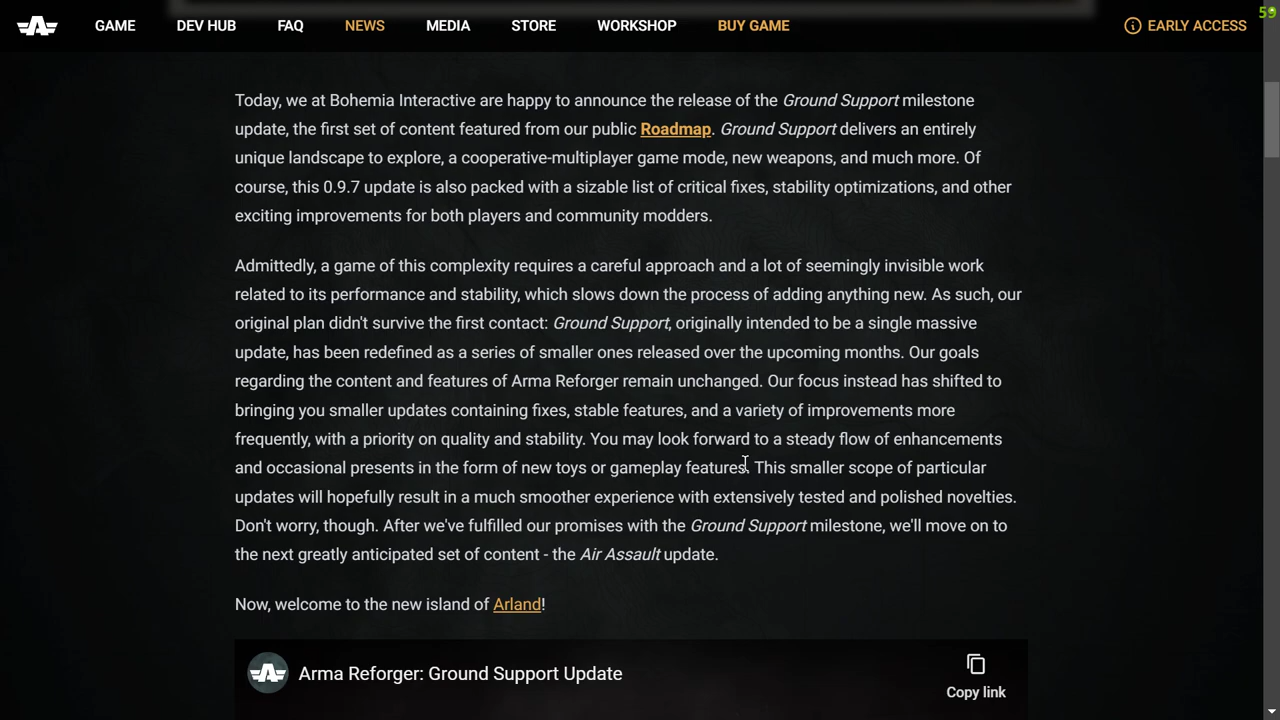 59
GAME DEV HUB FAQ NEWS MEDIA STORE WORKSHOP BUY GAME EARLY ACCESS
Today, we at Bohemia Interactive are happy to announce the release of the Ground Support milestone
update, the first set of content featured from our public Roadmap. Ground Support delivers an entirely
unique landscape to explore, a cooperative-multiplayer game mode, new weapons, and much more. Of
course, this 0.9.7 update is also packed with a sizable list of critical fixes, stability optimizations, and other
exciting improvements for both players and community modders.
Admittedly, a game of this complexity requires a careful approach and a lot of seemingly invisible work
related to its performance and stability, which slows down the process of adding anything new. As such, our
original plan didn't survive the first contact: Ground Support, originally intended to be a single massive
update, has been redefined as a series of smaller ones released over the upcoming months. Our goals
regarding the content and features of Arma Reforger remain unchanged. Our focus instead has shifted to
bringing you smaller updates containing fixes, stable features, and a variety of improvements more
frequently, with a priority on quality and stability. You may look forward to a steady flow of enhancements
and occasional presents in the form of new toys or gameplay features. This smaller scope of particular
updates will hopefully result in a much smoother experience with extensively tested and polished novelties.
Don't worry, though. After we've fulfilled our promises with the Ground Support milestone, we'll move on to
the next greatly anticipated set of content - the Air Assault update.
Now, welcome to the new island of Arland!
Arma Reforger: Ground Support Update
Copy link